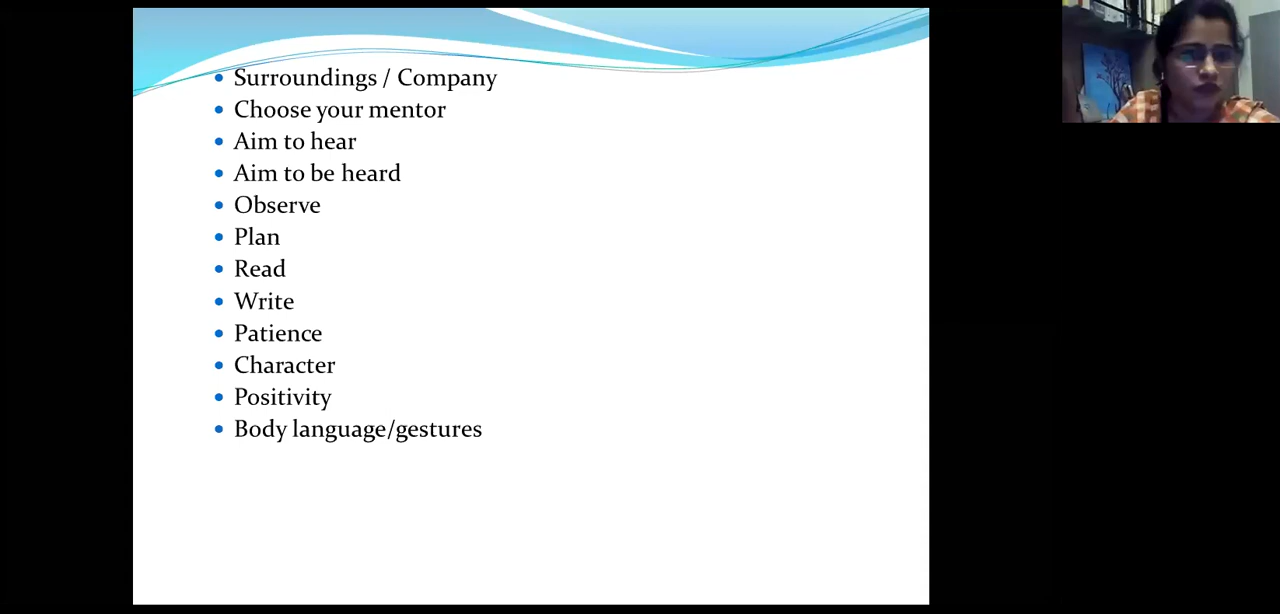 Surroundings / Company
Choose your mentor
Aim to hear
Aim to be heard
Observe
Plan
Read
Write
Patience
Character
Positivity
Body language/gestures